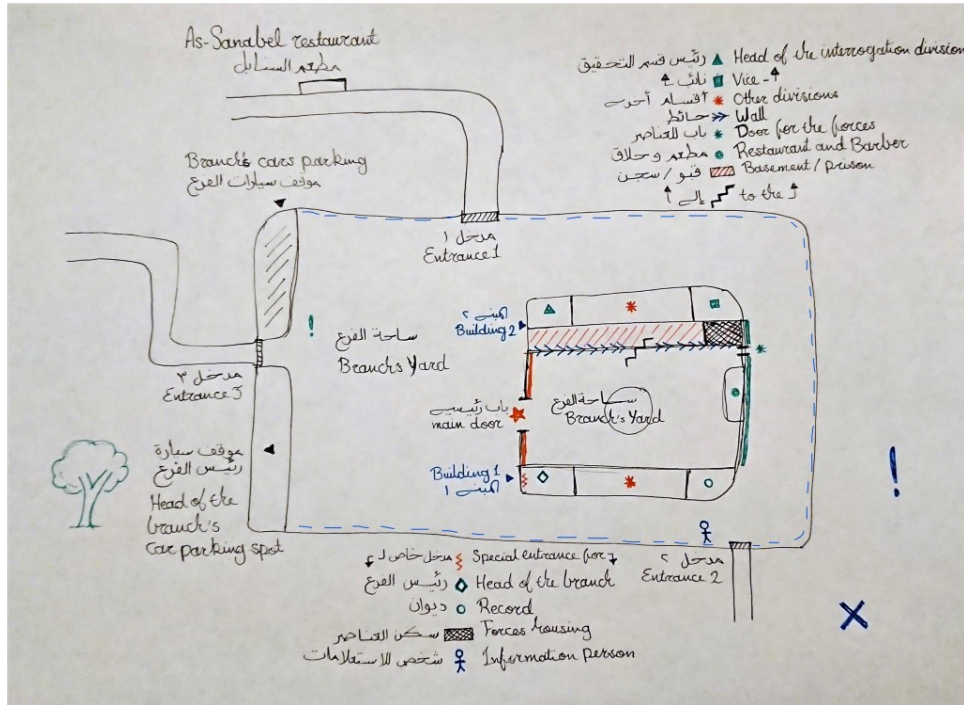 As-Sanabel restaurant
مطعم السنابل
رئيس قسم التحقيق Head of the interrogation division
نائب Vice-
أقسام أخرى Other divisions
حائط Wall
باب للعناصر Door for the forces
مطعم وحلاق Restaurant and Barber
قبو / سجن Basement / prison
إلى to the
Branch's cars parking
موقف سيارات الفرع
مدخل ١
Entrance 1
المبنى ٢
Building 2
!
ساحة الفرع
Branch's Yard
مدخل ٣
Entrance 3
باب رئيسي
main door
ساحة الفرع
Branch's Yard
موقف سيارة
رئيس الفرع
Head of the
branch's
car parking spot
Building 1
المبنى ١
!
مدخل ٢
Entrance 2
مدخل خاص لـ Special entrance for
رئيس الفرع Head of the branch
ديوان Record
سكن العناصر Forces housing
شخص للاستعلامات Information person
X